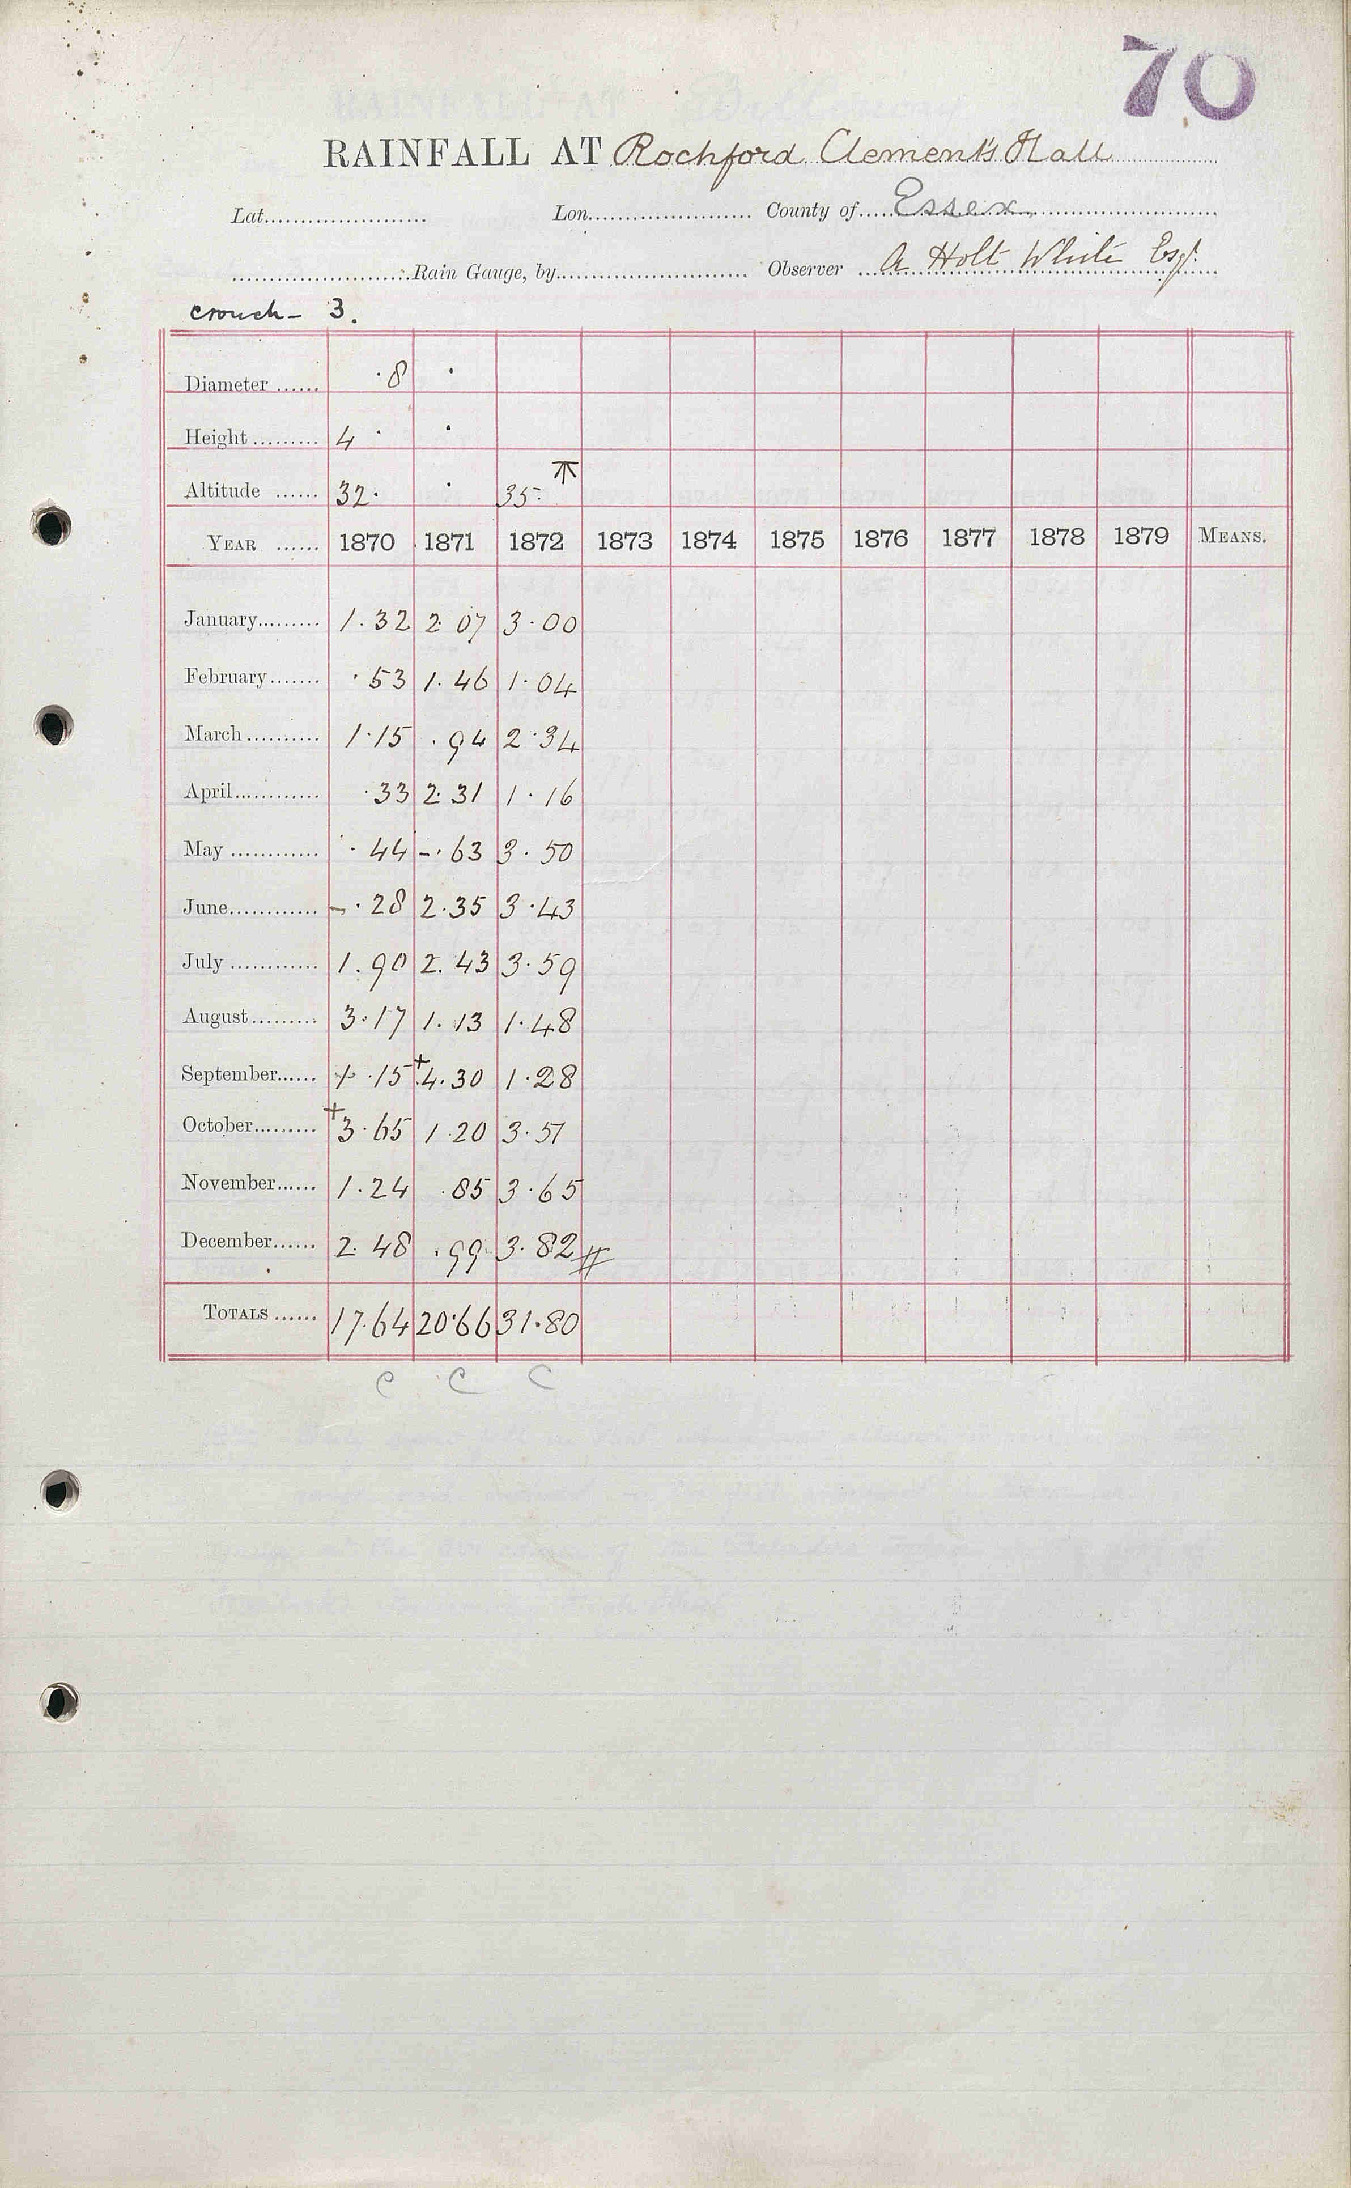 70
RAINFALL AT Rochford Clement's Hall
Lat. Lon. County of Essex.
Rain Gauge, by Observer A Holt White Esqr.
crouch - 3.
Diameter ...... ·8 ·
Height ......... 4 · ·
Altitude ...... 32· · 35·
YEAR ...... 1870 1871 1872 1873 1874 1875 1876 1877 1878 1879 MEANS.
January......... 1.32 2.07 3.00
February....... .53 1.46 1.04
March .......... 1.15 .94 2.34
April............ .33 2.31 1.16
May ............ .44 -.63 3.50
June............ -.28 2.35 3.43
July ............ 1.90 2.43 3.59
August......... 3.17 1.13 1.48
September...... 1.15 +4.30 1.28
October......... +3.65 1.20 3.51
November...... 1.24 .85 3.65
December...... 2.48 .99 3.82 #
TOTALS ...... 17.64 20.66 31.80
C C C